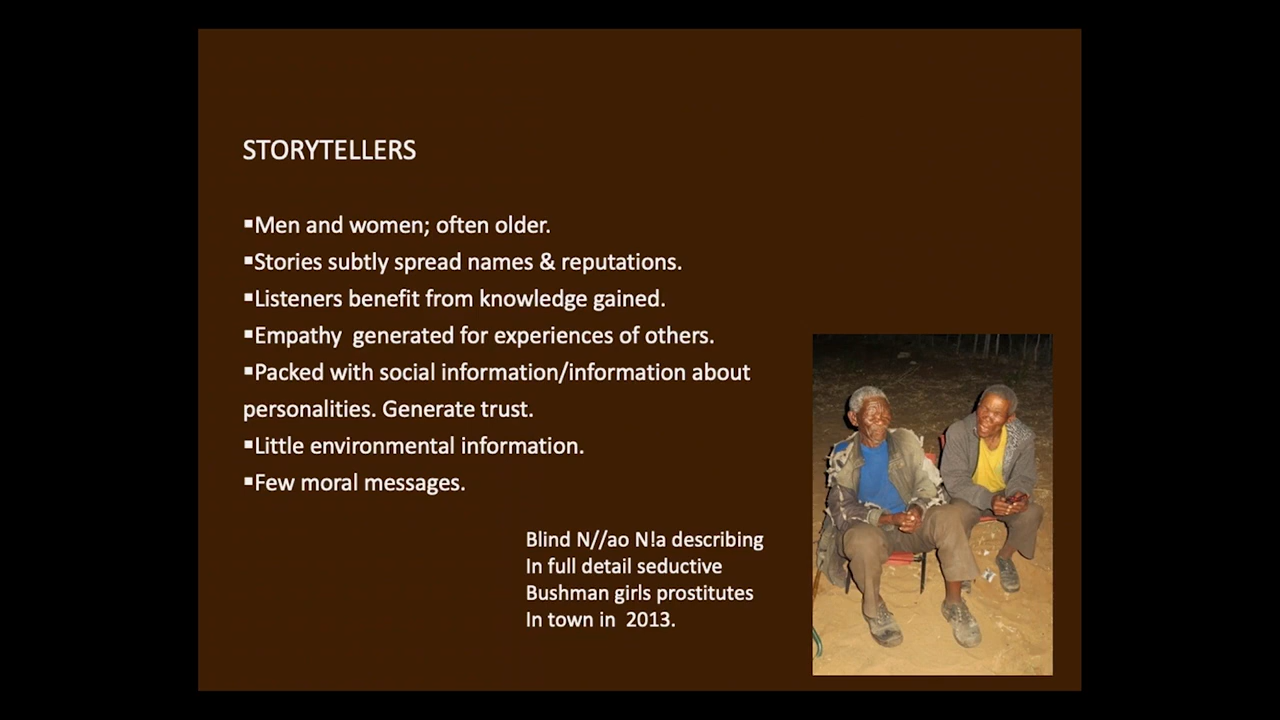 STORYTELLERS
▪Men and women; often older.
▪Stories subtly spread names & reputations.
▪Listeners benefit from knowledge gained.
▪Empathy  generated for experiences of others.
▪Packed with social information/information about
personalities. Generate trust.
▪Little environmental information.
▪Few moral messages.
Blind N//ao N!a describing
In full detail seductive
Bushman girls prostitutes
In town in  2013.